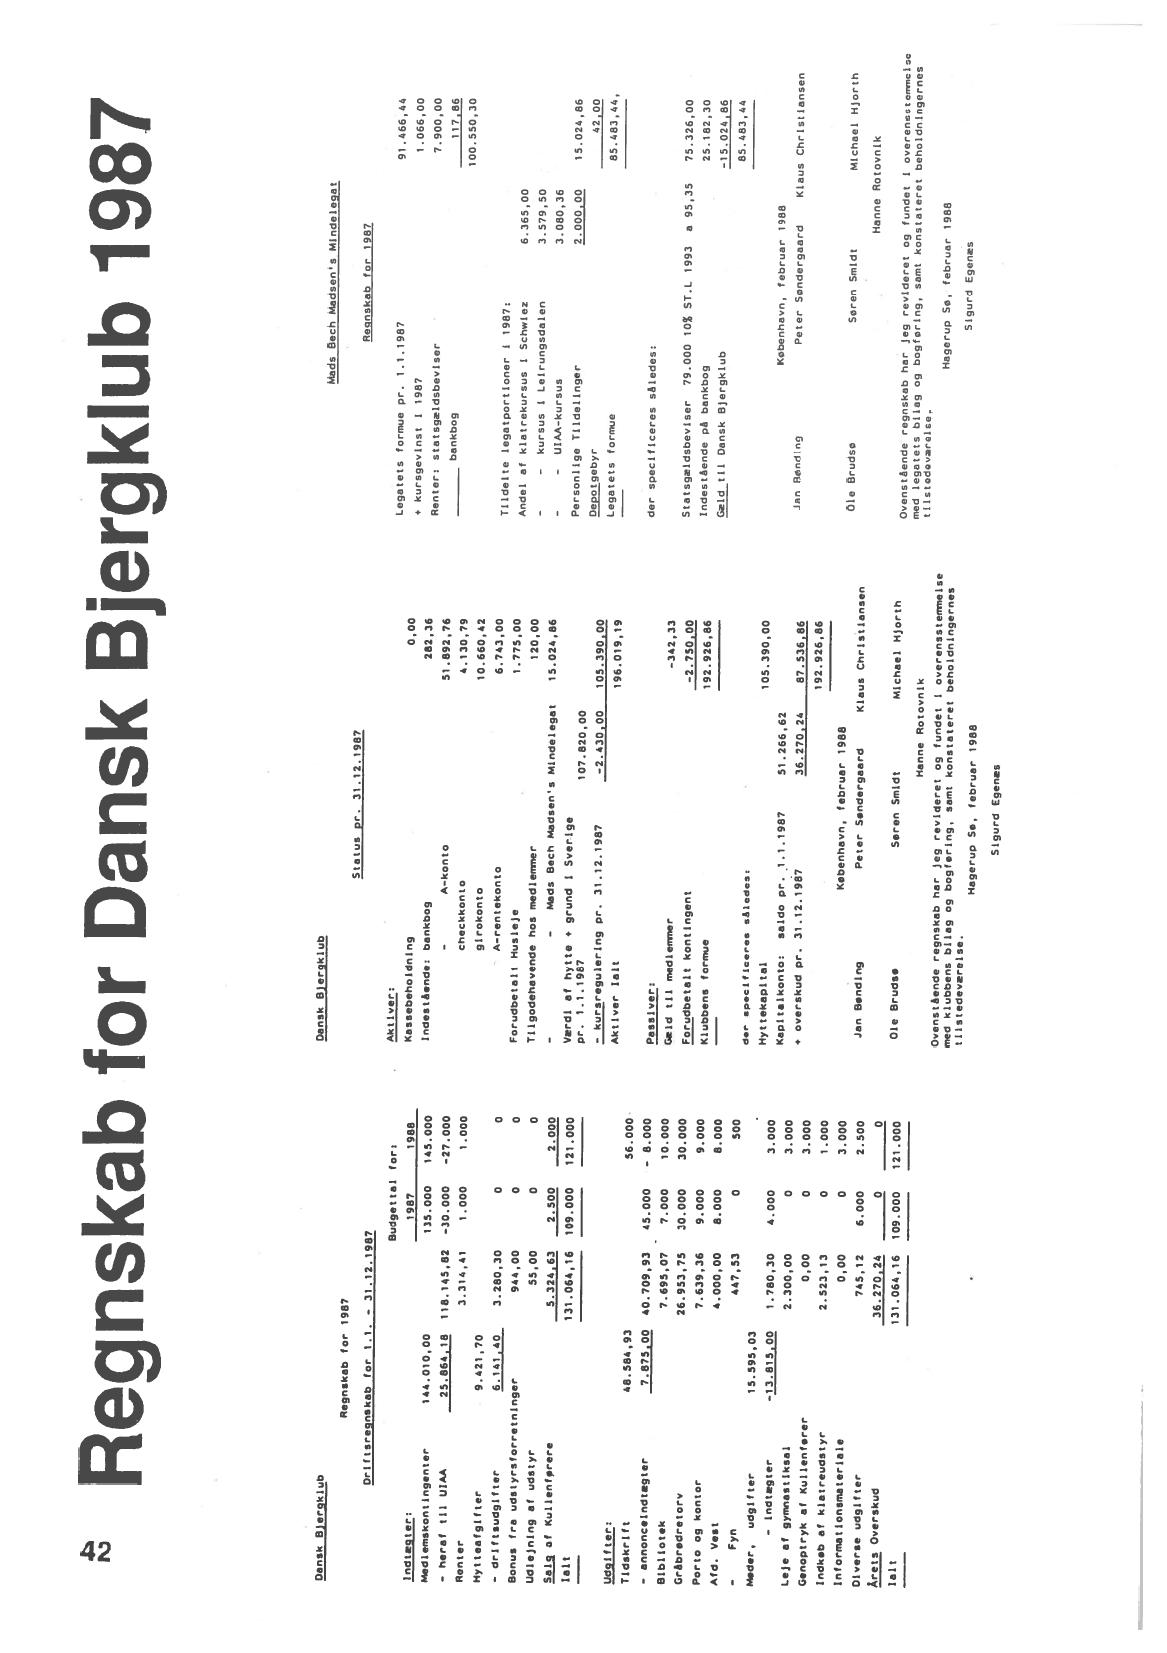 42
Regnskab for Dansk Bjergklub 1987
Dansk Bjergklub
Regnskab for 1987
Driftsregnskab for 1.1. - 31.12.1987
Budgettal for:
Indtægter: 1987 1988
Medlemskontingenter 144.010,00 135.000 145.000
- heraf til UIAA 25.864,18 118.145,82 -30.000 -27.000
Renter 3.314,41 1.000 1.000
Hytteafgifter 9.421,70
- driftsudgifter 6.141,40 3.280,30 0 0
Bonus fra udstyrsforretninger 944,00 0 0
Udlejning af udstyr 55,00 0 0
Salg af Kullenførere 5.324,63 2.500 2.000
Ialt 131.064,16 109.000 121.000
Udgifter:
Tidskrift 48.584,93 56.000
- annonceindtægter 7.875,00 40.709,93 45.000 - 8.000
Bibliotek 7.695,07 7.000 10.000
Gråbrødretorv 26.953,75 30.000 30.000
Porto og kontor 7.639,36 9.000 9.000
Afd. Vest 4.000,00 8.000 8.000
- Fyn 447,53 0 500
Møder, udgifter 15.595,03
- indtægter -13.815,00 1.780,30 4.000 3.000
Leje af gymnastiksal 2.300,00 0 3.000
Genoptryk af Kullenfører 0,00 0 3.000
Indkøb af klatreudstyr 2.523,13 0 1.000
Informationsmateriale 0,00 0 3.000
Diverse udgifter 745,12 6.000 2.500
Årets Overskud 36.270,24 0 0
Ialt 131.064,16 109.000 121.000
Dansk Bjergklub
Status pr. 31.12.1987
Aktiver:
Kassebeholdning 0,00
Indestående: bankbog 282,36
- A-konto 51.892,76
checkkonto 4.130,79
girokonto 10.660,42
A-rentekonto 6.743,00
Forudbetalt Husleje 1.775,00
Tilgodehavende hos medlemmer 120,00
- - Mads Bech Madsen's Mindelegat 15.024,86
Værdi af hytte + grund i Sverige
pr. 1.1.1987 107.820,00
- kursregulering pr. 31.12.1987 -2.430,00 105.390,00
Aktiver Ialt 196.019,19
Passiver:
Gæld til medlemmer -342,33
Forudbetalt kontingent -2.750,00
Klubbens formue 192.926,86
der specificeres således:
Hyttekapital 105.390,00
Kapitalkonto: saldo pr. 1.1.1987 51.266,62
+ overskud pr. 31.12.1987 36.270,24 87.536,86
192.926,86
København, februar 1988
Jan Bønding Peter Søndergaard Klaus Christiansen
Ole Brudsø Søren Smidt Michael Hjorth
Hanne Rotovnik
Ovenstående regnskab har jeg revideret og fundet i overensstemmelse
med klubbens bilag og bogføring, samt konstateret beholdningernes
tilstedeværelse.
Hagerup Sø, februar 1988
Sigurd Egenæs
Mads Bech Madsen's Mindelegat
Regnskab for 1987
Legatets formue pr. 1.1.1987 91.466,44
+ kursgevinst i 1987 1.066,00
Renter: statsgældsbeviser 7.900,00
bankbog 117,86
100.550,30
Tildelte legatportioner i 1987:
Andel af klatrekursus i Schwiez 6.365,00
- - kursus i Leirungsdalen 3.579,50
- - UIAA-kursus 3.080,36
Personlige Tildelinger 2.000,00 15.024,86
Depotgebyr 42,00
Legatets formue 85.483,44,
der specificeres således:
Statsgældsbeviser 79.000 10% ST.L 1993 a 95,35 75.326,00
Indestående på bankbog 25.182,30
Gæld til Dansk Bjergklub -15.024,86
85.483,44
København, februar 1988
Jan Bønding Peter Søndergaard Klaus Christiansen
Ole Brudsø Søren Smidt Michael Hjorth
Hanne Rotovnik
Ovenstående regnskab har jeg revideret og fundet i overensstemmelse
med legatets bilag og bogføring, samt konstateret beholdningernes
tilstedeværelse.
Hagerup Sø, februar 1988
Sigurd Egenæs